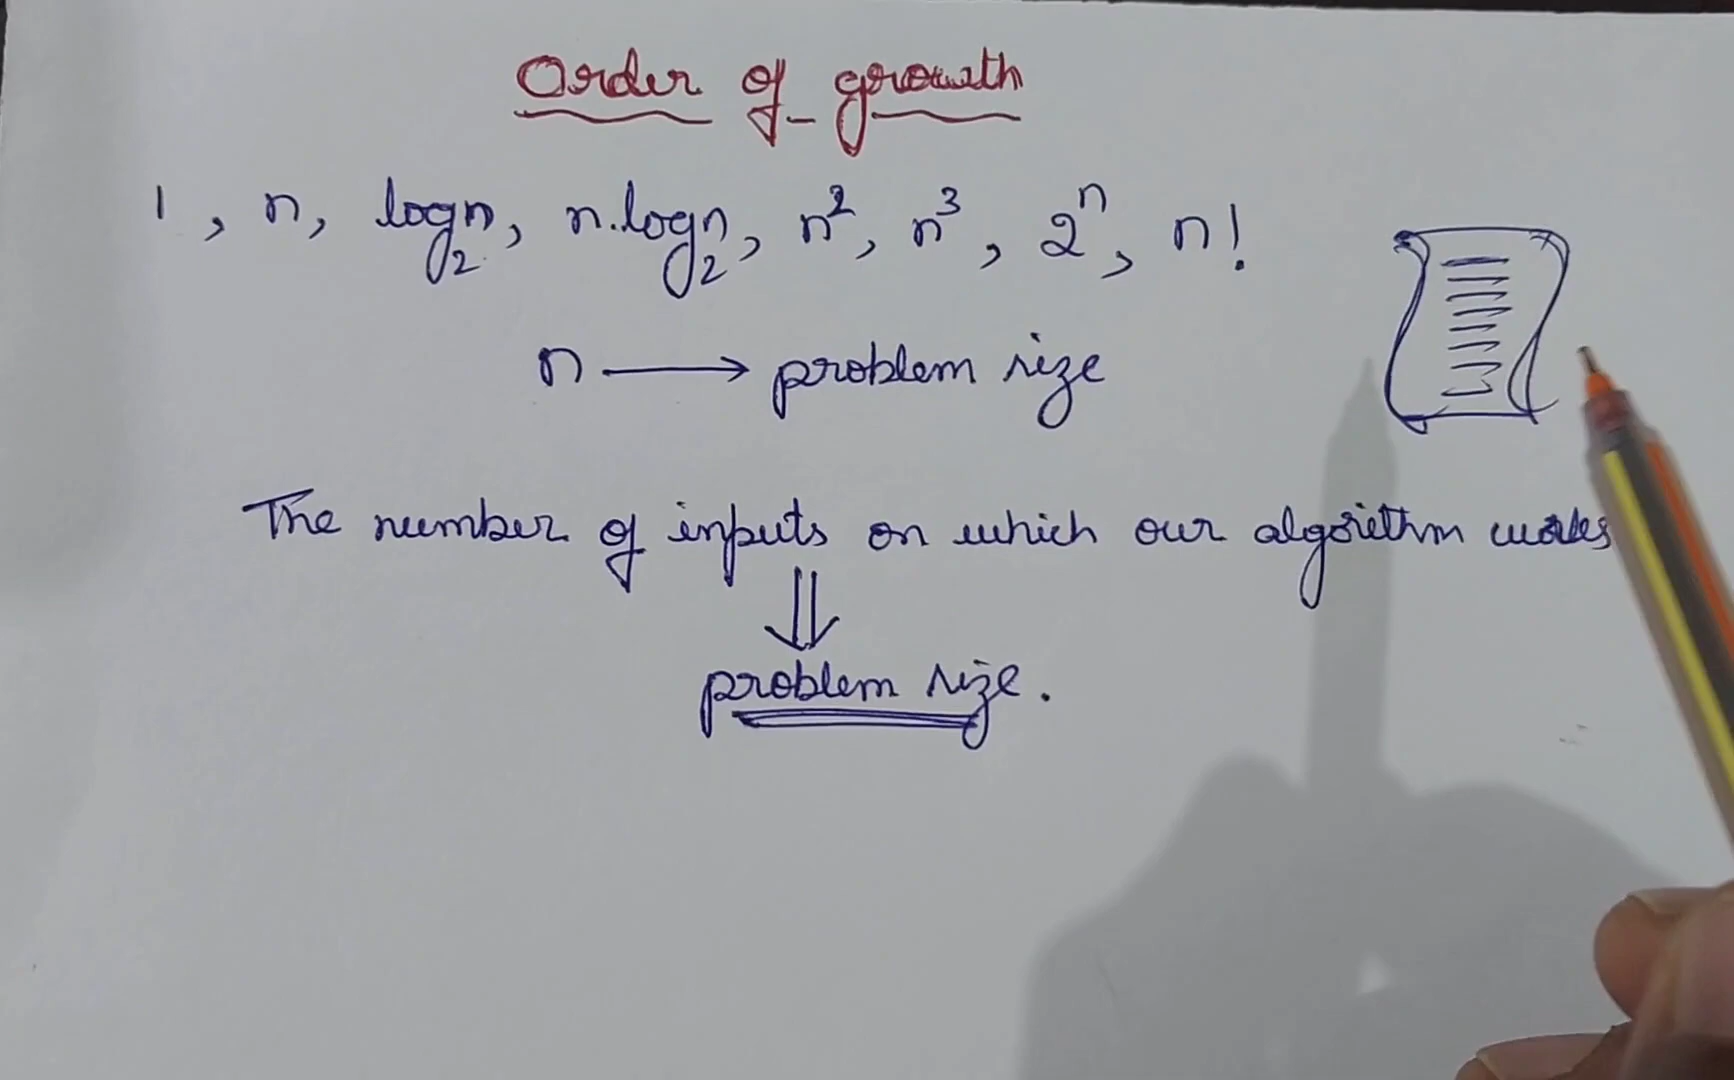 Order of growth
1, n, log₂n, n.log₂n, n², n³, 2ⁿ, n!
n → problem size
The number of inputs on which our algorithm works
⇓
problem size.